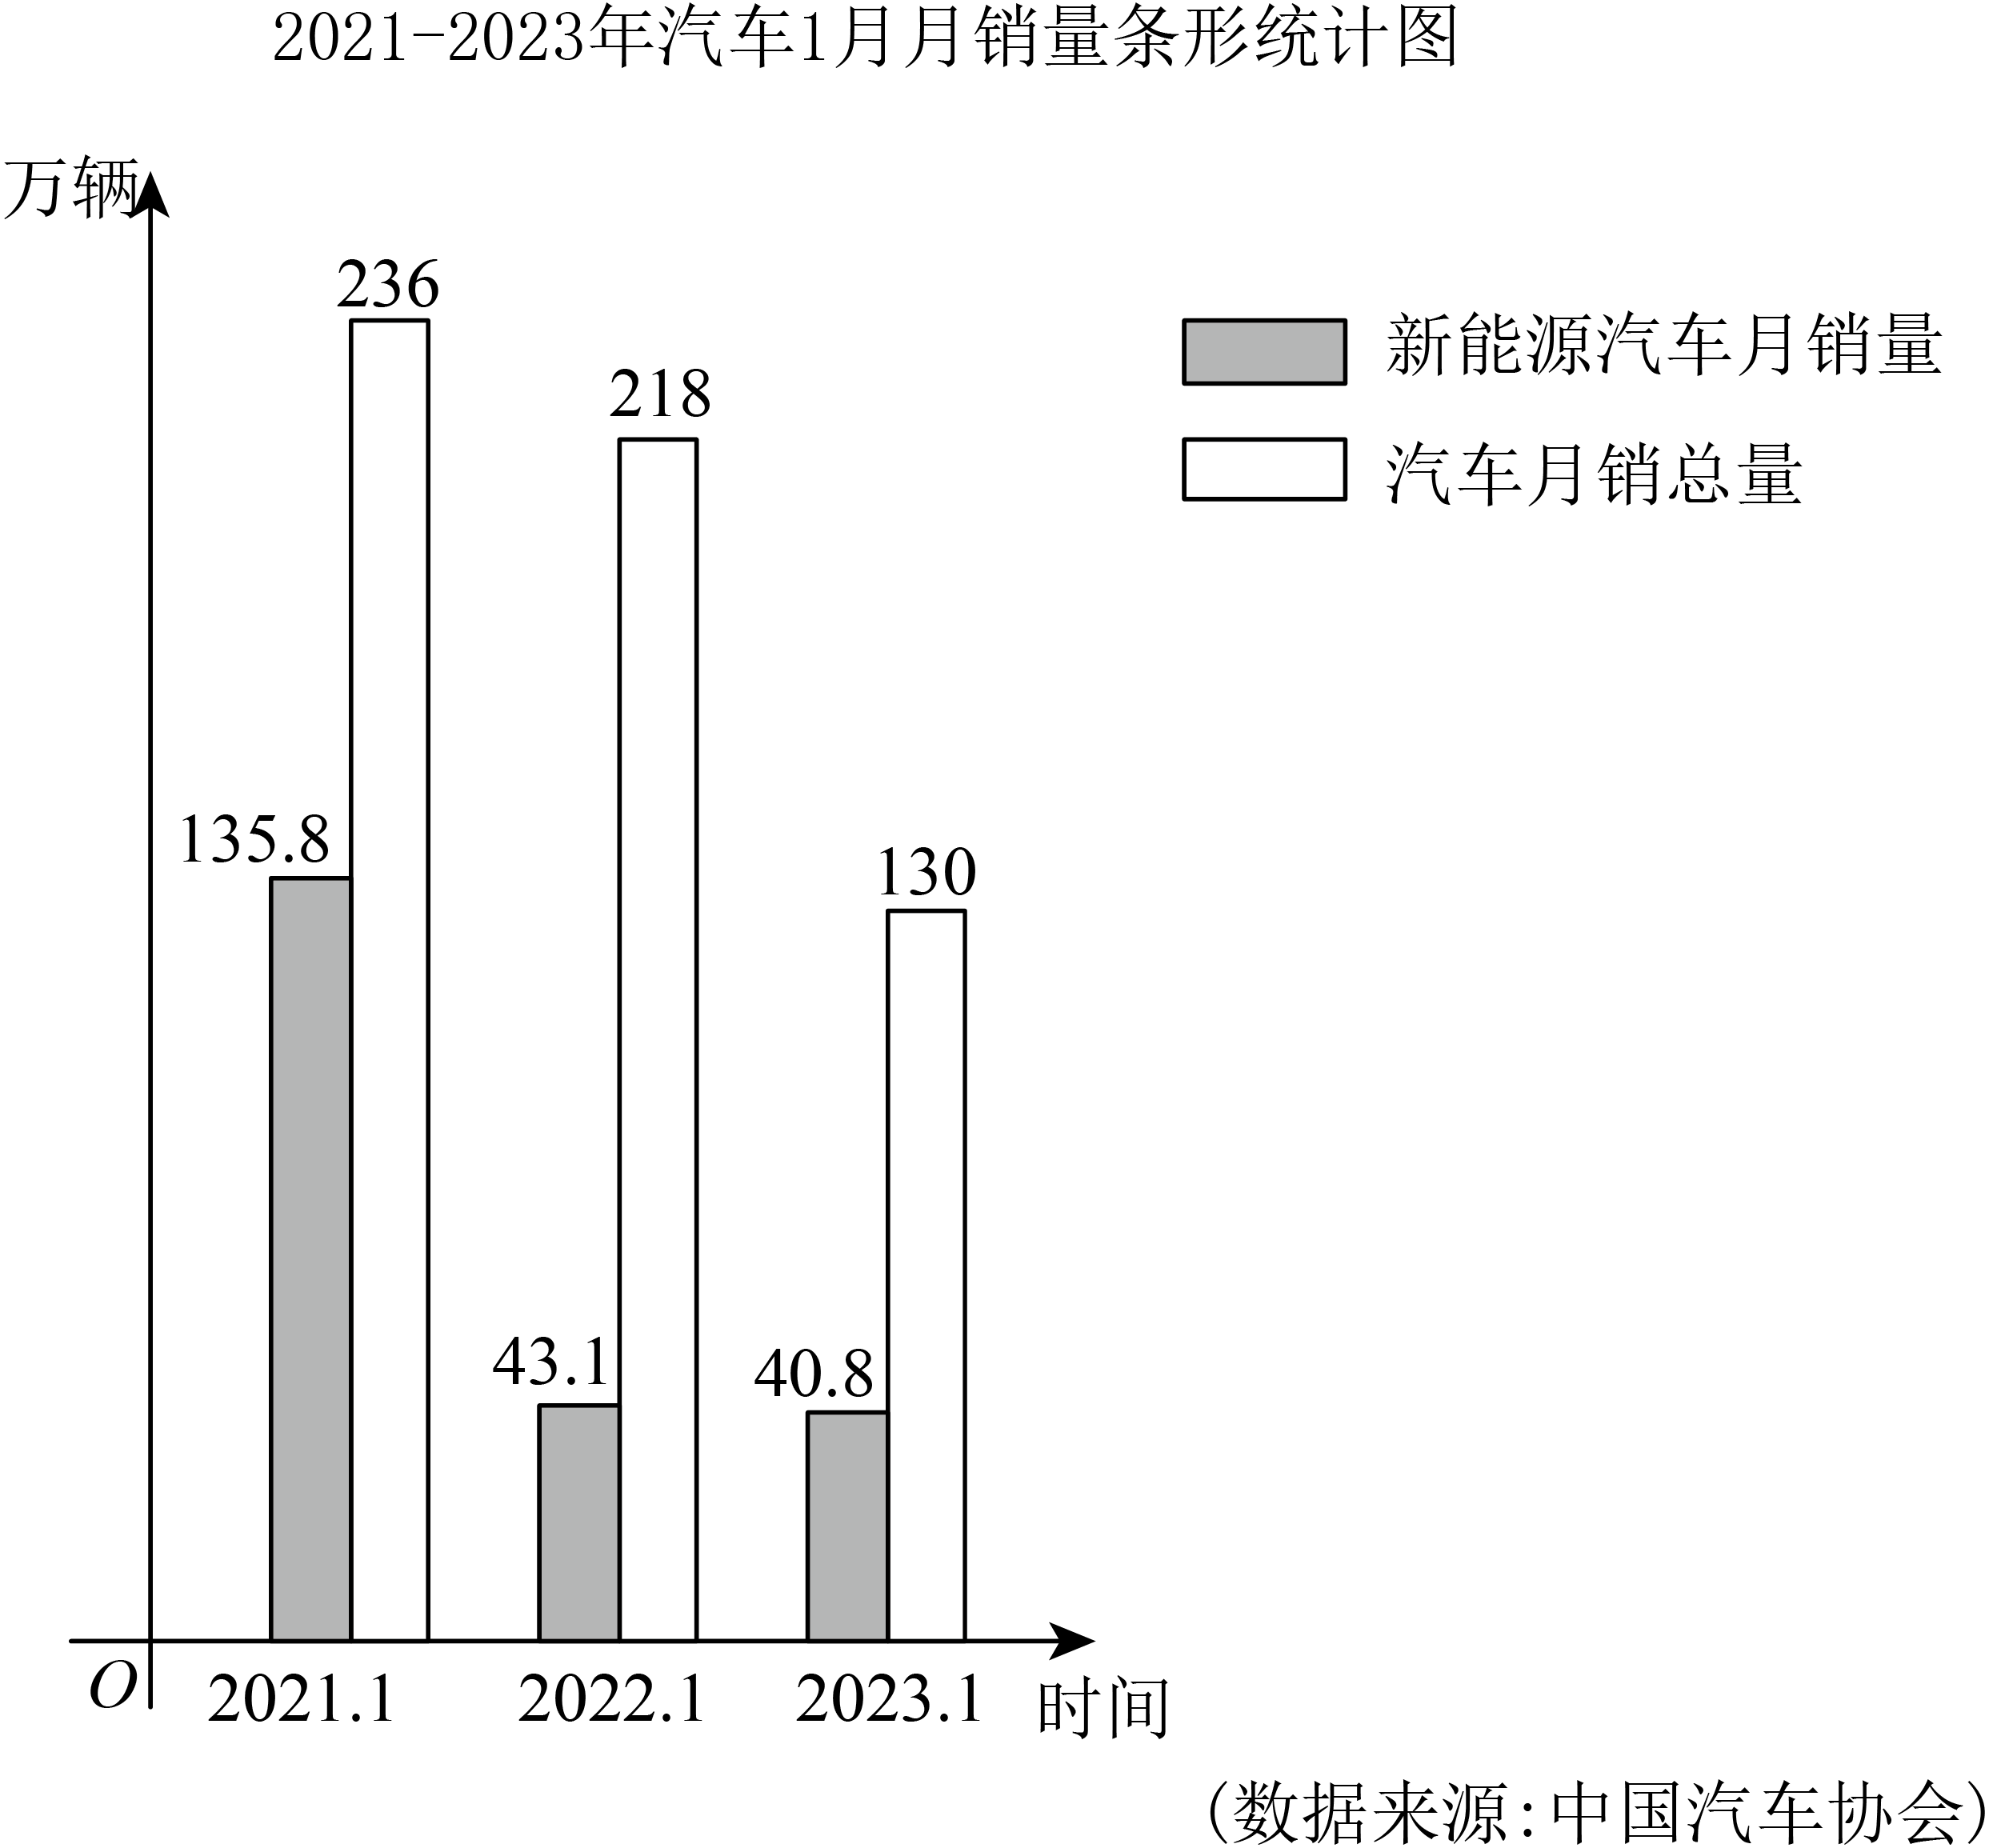 2021-2023年汽车1月月销量条形统计图
万辆
236
218
135.8
130
43.1
40.8
新能源汽车月销量
汽车月销总量
O
2021.1
2022.1
2023.1
时间
(数据来源:中国汽车协会)